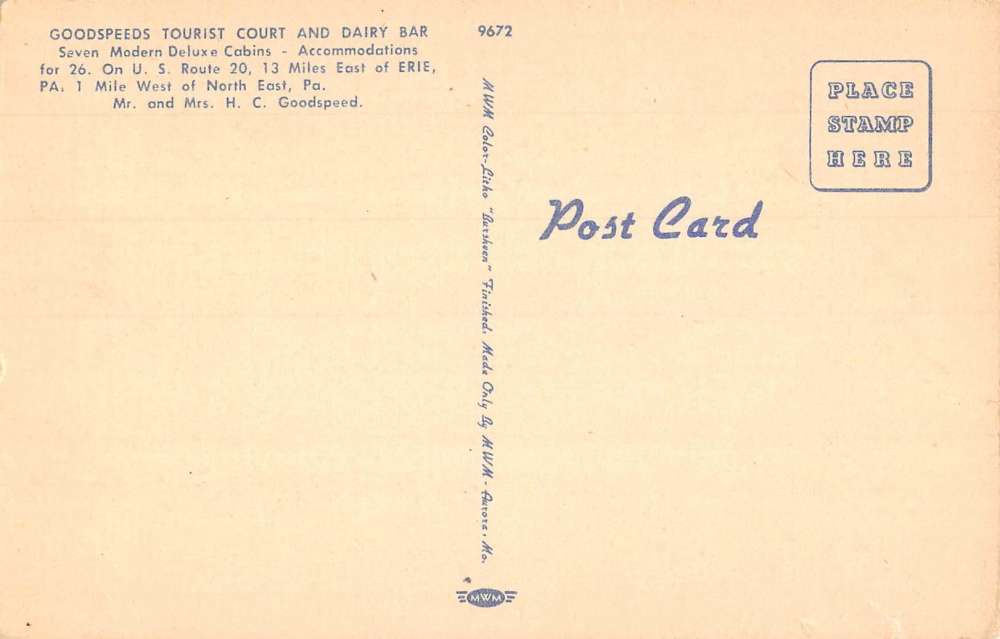 GOODSPEEDS TOURIST COURT AND DAIRY BAR
Seven Modern Deluxe Cabins - Accommodations
for 26. On U. S. Route 20, 13 Miles East of ERIE,
PA. 1 Mile West of North East, Pa.
Mr. and Mrs. H. C. Goodspeed.
9672
MWM Color-Litho "Aursheen" Finished. Made Only By MWM - Aurora, Mo.
PLACE
STAMP
HERE
Post Card
MWM